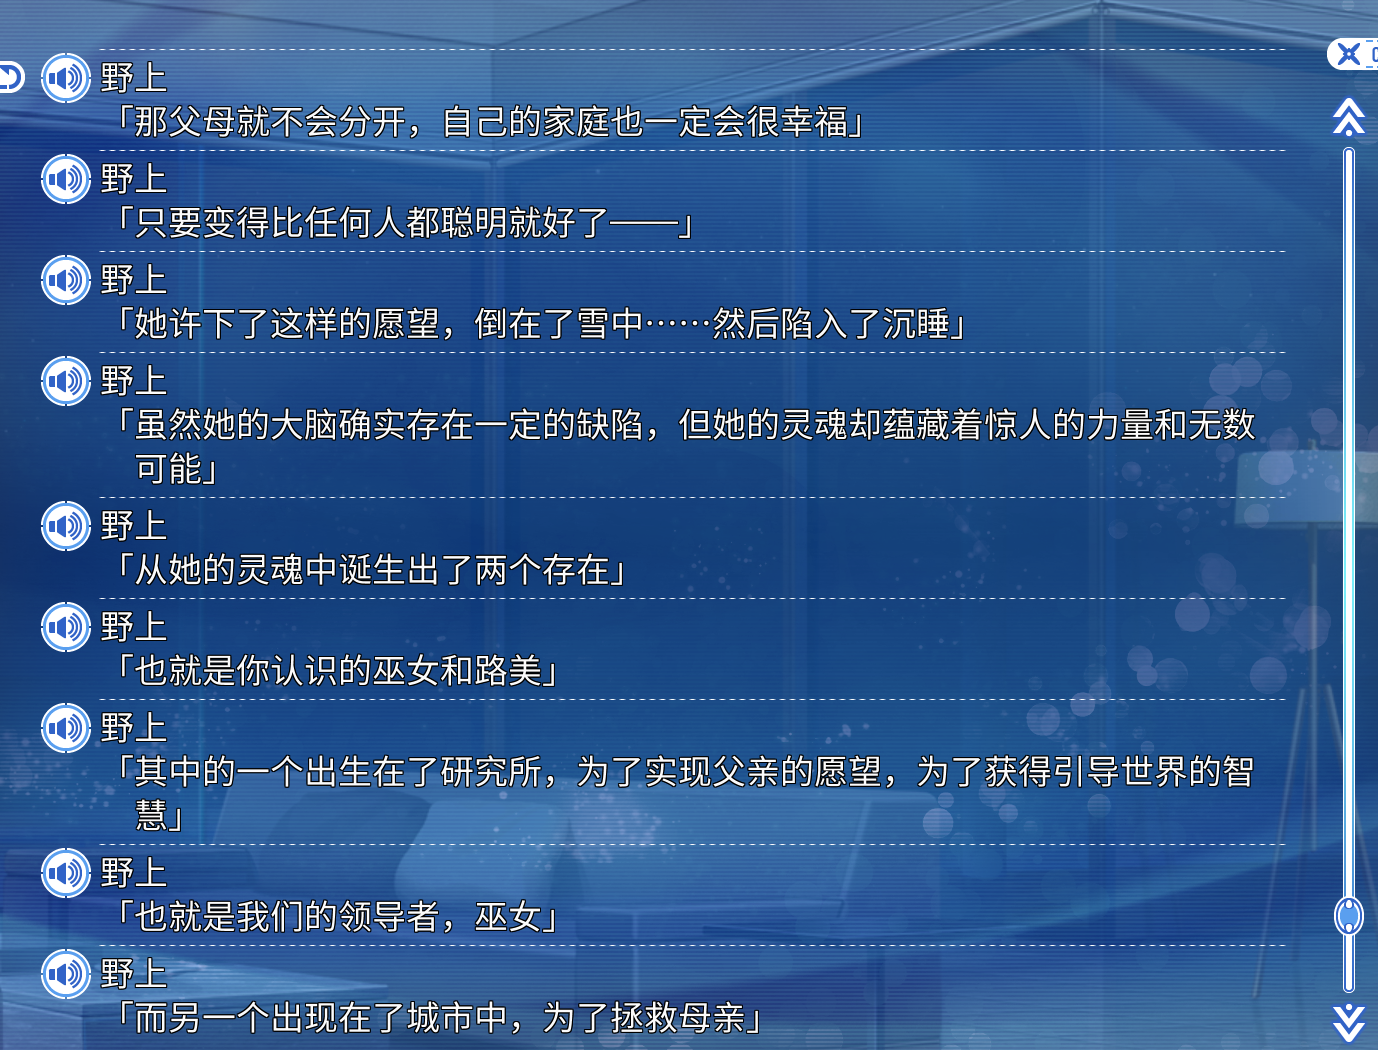 野上
「那父母就不会分开，自己的家庭也一定会很幸福」
野上
「只要变得比任何人都聪明就好了——」
野上
「她许下了这样的愿望，倒在了雪中……然后陷入了沉睡」
野上
「虽然她的大脑确实存在一定的缺陷，但她的灵魂却蕴藏着惊人的力量和无数
可能」
野上
「从她的灵魂中诞生出了两个存在」
野上
「也就是你认识的巫女和路美」
野上
「其中的一个出生在了研究所，为了实现父亲的愿望，为了获得引导世界的智
慧」
野上
「也就是我们的领导者，巫女」
野上
「而另一个出现在了城市中，为了拯救母亲」